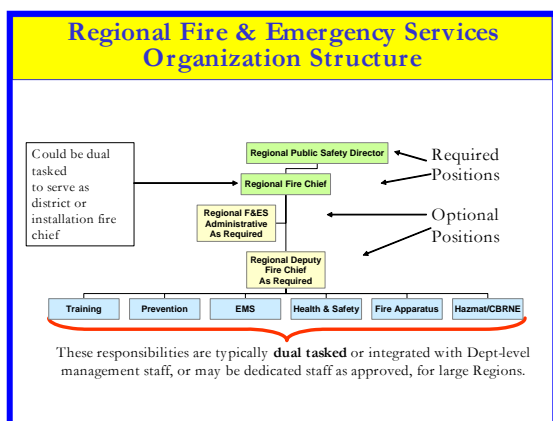 Regional Fire & Emergency Services
Organization Structure
Could be dual
tasked
to serve as
district or
installation fire
chief
Regional Public Safety Director
Regional Fire Chief
Required
Positions
Regional F&ES
Administrative
As Required
Optional
Positions
Regional Deputy
Fire Chief
As Required
Training
Prevention
EMS
Health & Safety
Fire Apparatus
Hazmat/CBRNE
These responsibilities are typically dual tasked or integrated with Dept-level
management staff, or may be dedicated staff as approved, for large Regions.